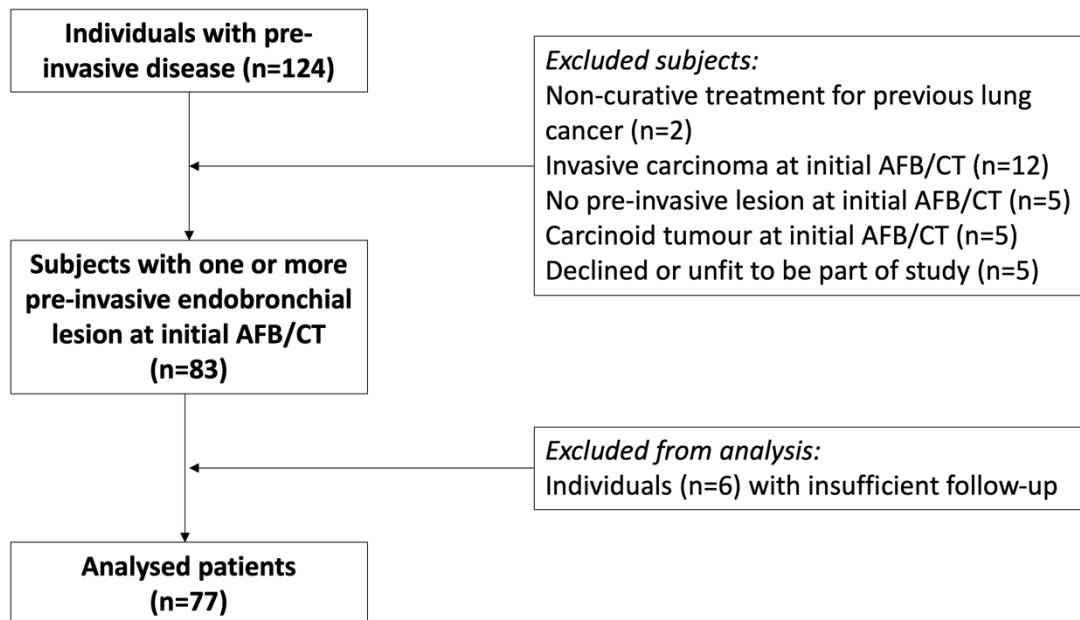 Individuals with pre-
invasive disease (n=124)
Excluded subjects:
Non-curative treatment for previous lung
cancer (n=2)
Invasive carcinoma at initial AFB/CT (n=12)
No pre-invasive lesion at initial AFB/CT (n=5)
Carcinoid tumour at initial AFB/CT (n=5)
Declined or unfit to be part of study (n=5)
Subjects with one or more
pre-invasive endobronchial
lesion at initial AFB/CT
(n=83)
Excluded from analysis:
Individuals (n=6) with insufficient follow-up
Analysed patients
(n=77)